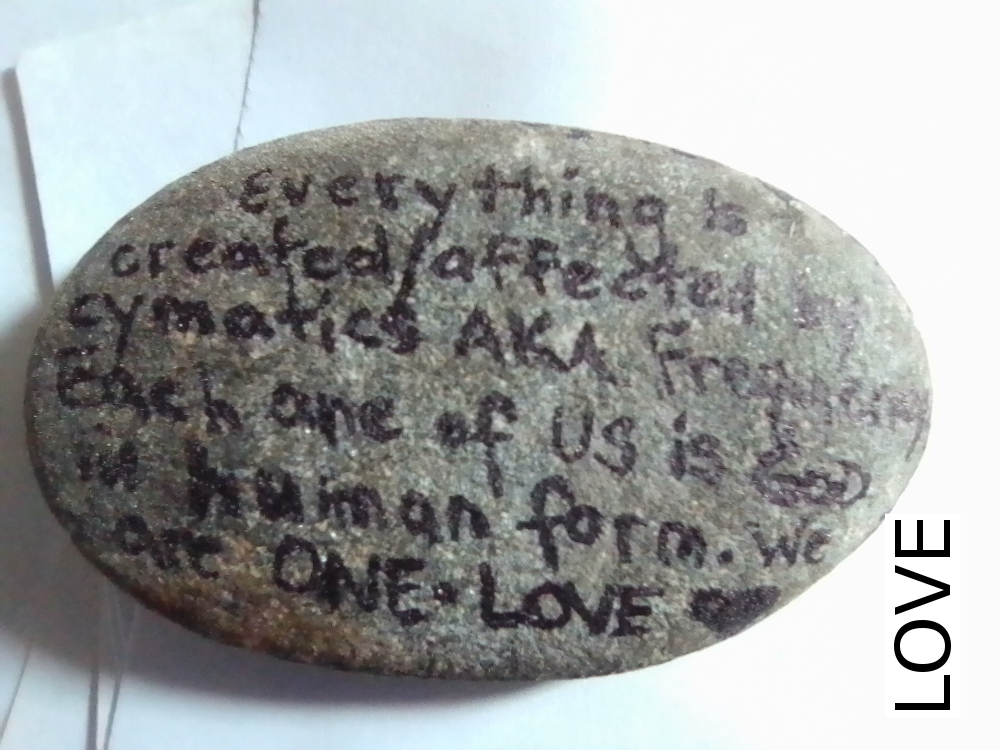 Everything is
created/affected by
cymatics AKA Frequencies
Each one of US is God
in human form. We
are ONE. LOVE
LOVE